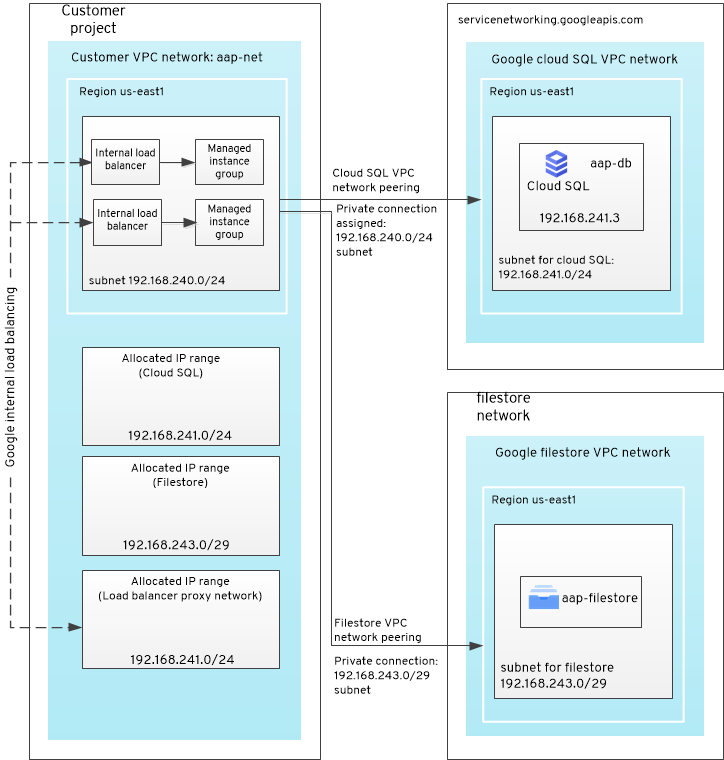 Customer
project
Customer VPC network: aap-net
Region us-east1
Internal load
balancer
Managed
instance
group
Internal load
balancer
Managed
instance
group
subnet 192.168.240.0/24
Allocated IP range
(Cloud SQL)
192.168.241.0/24
Allocated IP range
(Filestore)
192.168.243.0/29
Allocated IP range
(Load balancer proxy network)
192.168.241.0/24
Google internal load balancing
Cloud SQL VPC
network peering
Private connection
assigned:
192.168.240.0/24
subnet
Filestore VPC
network peering
Private connection:
192.168.243.0/29
subnet
servicenetworking.googleapis.com
Google cloud SQL VPC network
Region us-east1
aap-db
Cloud SQL
192.168.241.3
subnet for cloud SQL:
192.168.241.0/24
filestore
network
Google filestore VPC network
Region us-east1
aap-filestore
subnet for filestore
192.168.243.0/29